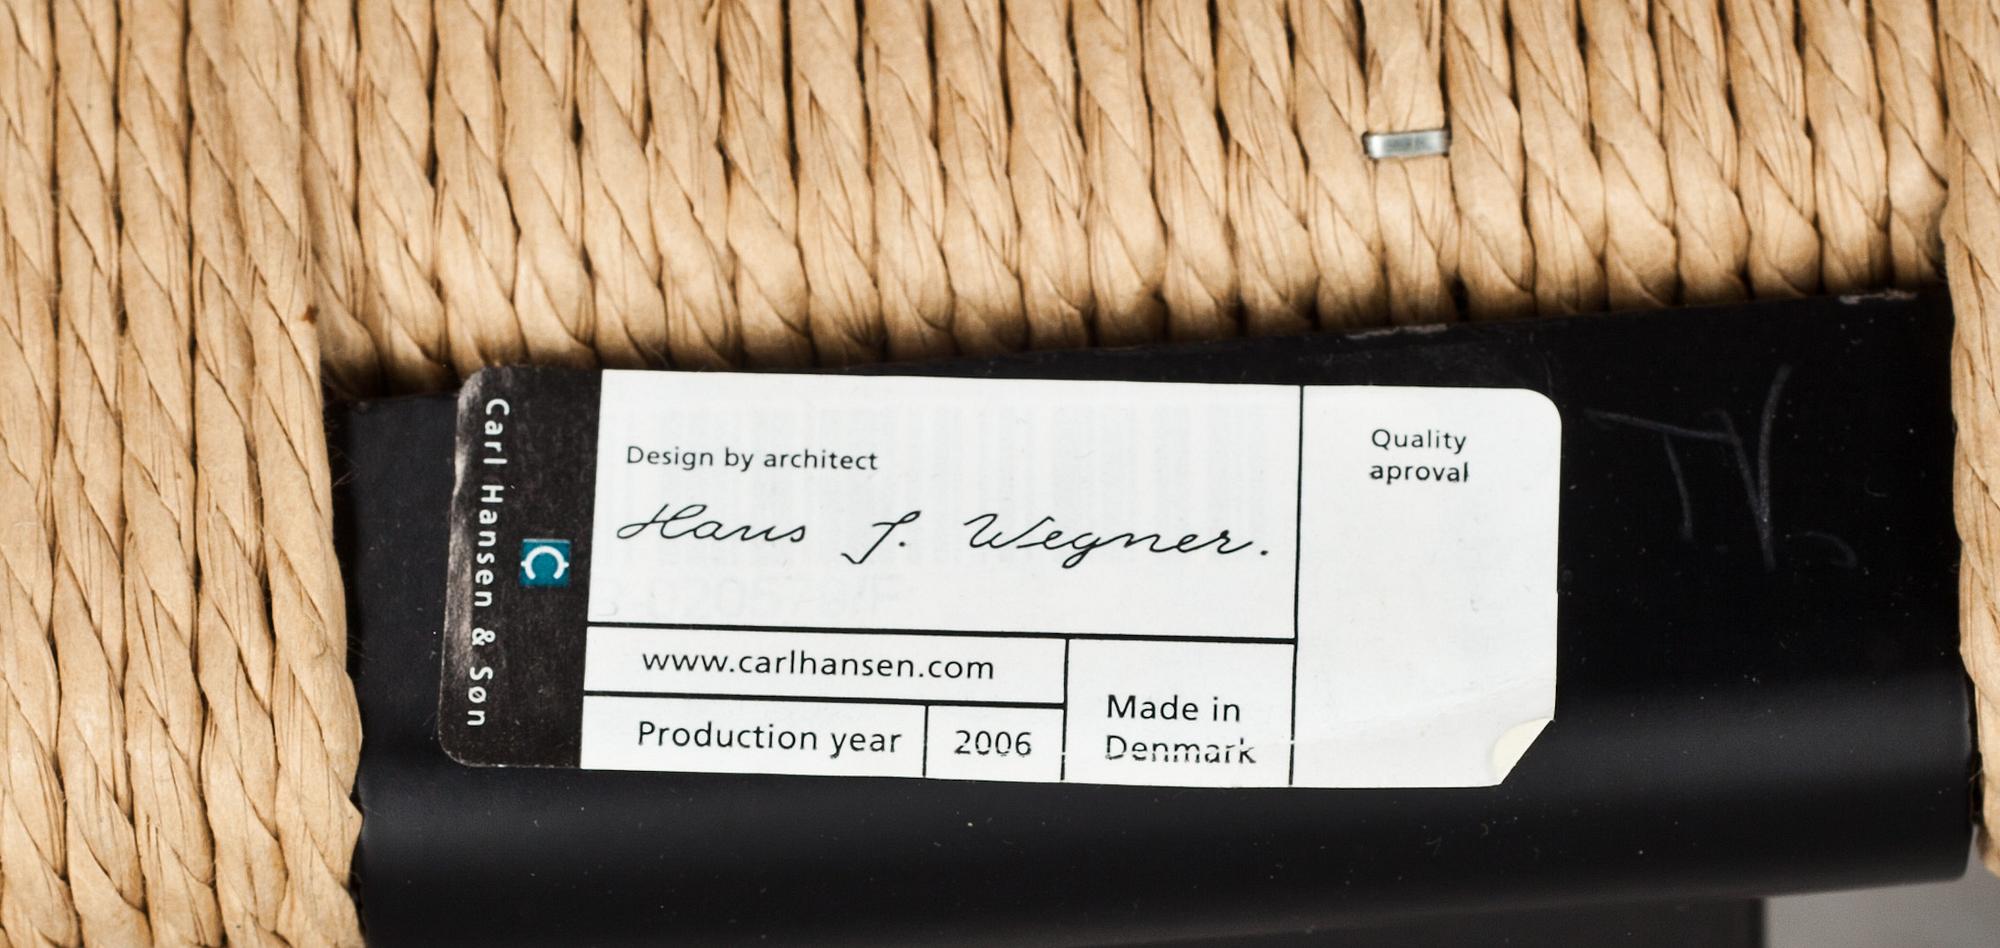 Carl Hansen & Søn
Design by architect
Hans J. Wegner.
Quality
aproval
www.carlhansen.com
Production year 2006
Made in
Denmark